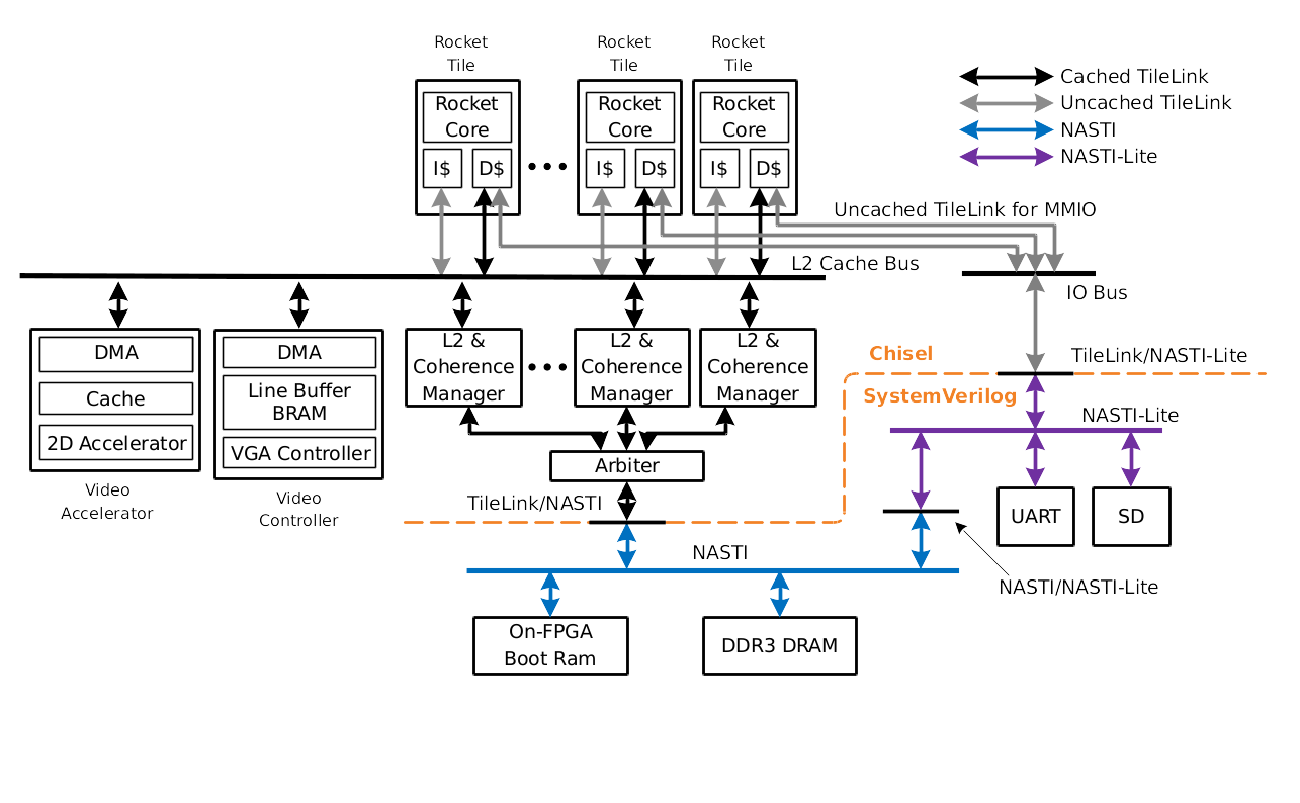 Rocket
Tile
Rocket
Tile
Rocket
Tile
Cached TileLink
Uncached TileLink
NASTI
NASTI-Lite
Rocket
Core
I$ D$
Rocket
Core
I$ D$
Rocket
Core
I$ D$
Uncached TileLink for MMIO
L2 Cache Bus
IO Bus
DMA
Cache
2D Accelerator
Video
Accelerator
DMA
Line Buffer
BRAM
VGA Controller
Video
Controller
L2 &
Coherence
Manager
L2 &
Coherence
Manager
L2 &
Coherence
Manager
Chisel
SystemVerilog
TileLink/NASTI-Lite
NASTI-Lite
Arbiter
TileLink/NASTI
UART
SD
NASTI
NASTI/NASTI-Lite
On-FPGA
Boot Ram
DDR3 DRAM